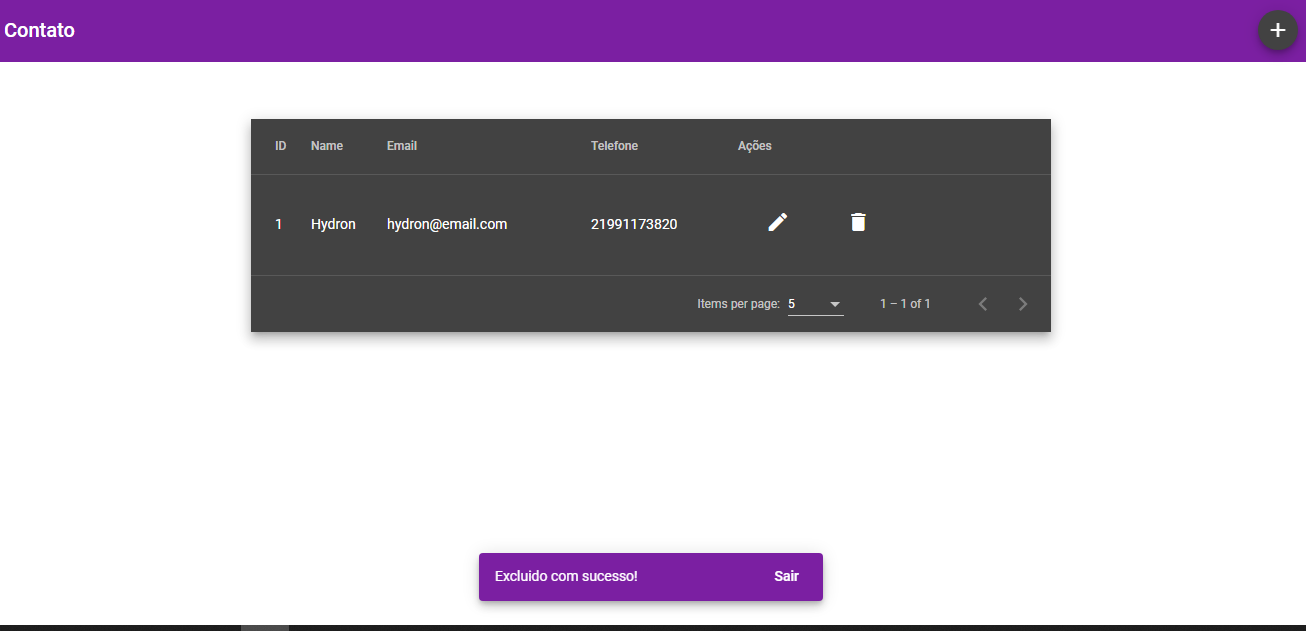 Contato
ID Name Email Telefone Ações
1 Hydron hydron@email.com 21991173820
Items per page: 5 1 – 1 of 1
Excluido com sucesso! Sair